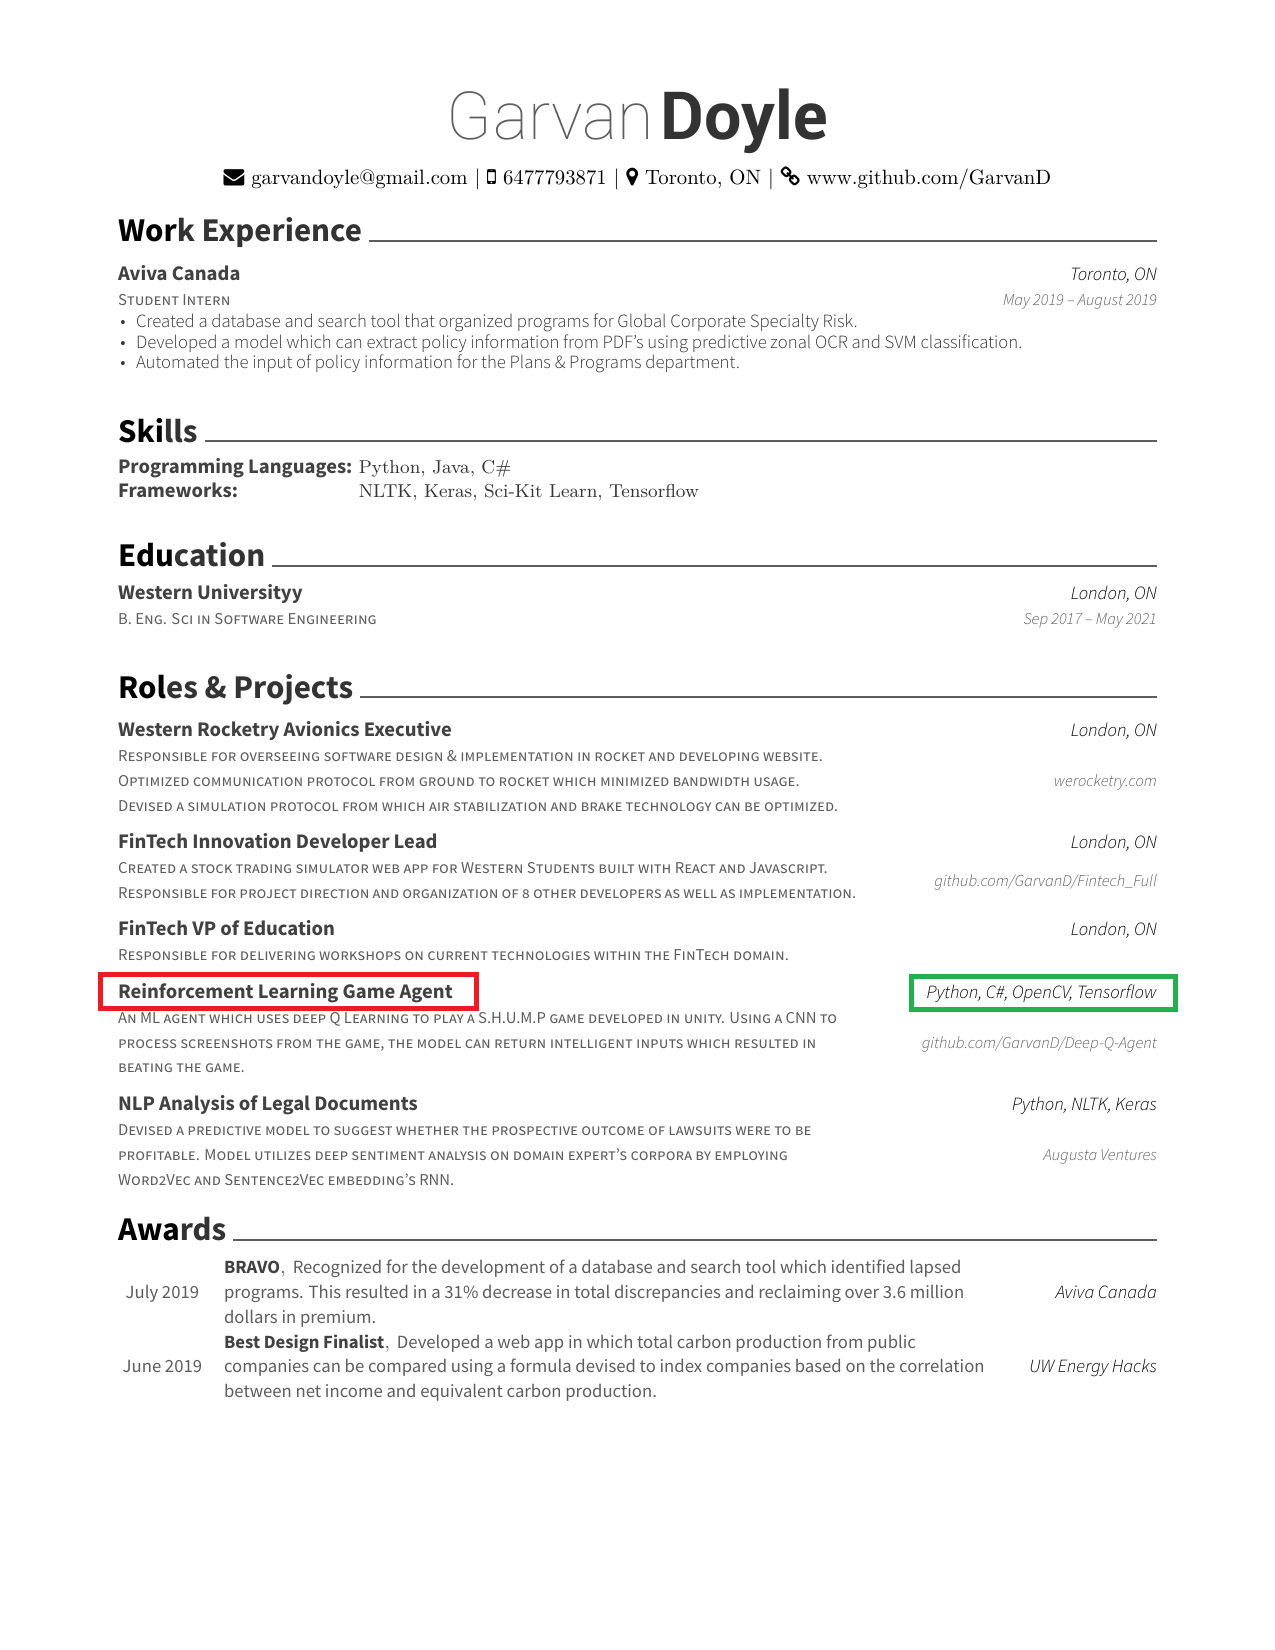 Garvan Doyle
garvandoyle@gmail.com | 6477793871 | Toronto, ON | www.github.com/GarvanD
Work Experience
Aviva Canada Toronto, ON
Student Intern May 2019 – August 2019
• Created a database and search tool that organized programs for Global Corporate Specialty Risk.
• Developed a model which can extract policy information from PDF's using predictive zonal OCR and SVM classification.
• Automated the input of policy information for the Plans & Programs department.
Skills
Programming Languages: Python, Java, C#
Frameworks: NLTK, Keras, Sci-Kit Learn, Tensorflow
Education
Western Universityy London, ON
B. Eng. Sci in Software Engineering Sep 2017 – May 2021
Roles & Projects
Western Rocketry Avionics Executive London, ON
Responsible for overseeing software design & implementation in rocket and developing website.
Optimized communication protocol from ground to rocket which minimized bandwidth usage. werocketry.com
Devised a simulation protocol from which air stabilization and brake technology can be optimized.
FinTech Innovation Developer Lead London, ON
Created a stock trading simulator web app for Western Students built with React and Javascript.
github.com/GarvanD/Fintech_Full
Responsible for project direction and organization of 8 other developers as well as implementation.
FinTech VP of Education London, ON
Responsible for delivering workshops on current technologies within the FinTech domain.
Reinforcement Learning Game Agent Python, C#, OpenCV, Tensorflow
An ML agent which uses deep Q Learning to play a S.H.U.M.P game developed in unity. Using a CNN to
process screenshots from the game, the model can return intelligent inputs which resulted in github.com/GarvanD/Deep-Q-Agent
beating the game.
NLP Analysis of Legal Documents Python, NLTK, Keras
Devised a predictive model to suggest whether the prospective outcome of lawsuits were to be
profitable. Model utilizes deep sentiment analysis on domain expert's corpora by employing Augusta Ventures
Word2Vec and Sentence2Vec embedding's RNN.
Awards
BRAVO, Recognized for the development of a database and search tool which identified lapsed
July 2019 programs. This resulted in a 31% decrease in total discrepancies and reclaiming over 3.6 million Aviva Canada
dollars in premium.
Best Design Finalist, Developed a web app in which total carbon production from public
June 2019 companies can be compared using a formula devised to index companies based on the correlation UW Energy Hacks
between net income and equivalent carbon production.